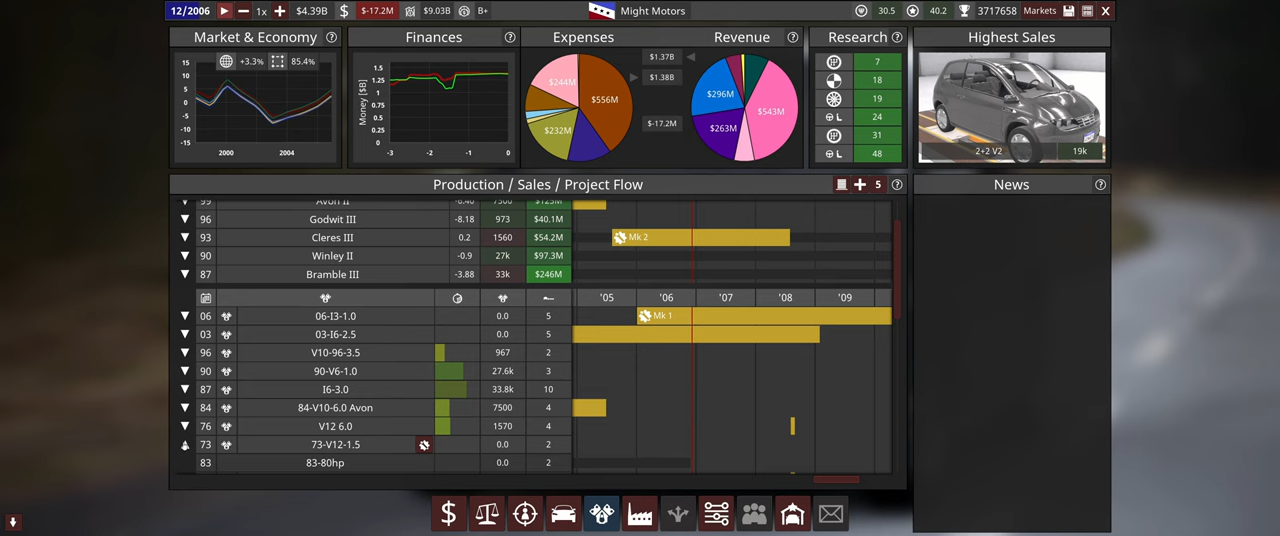 12/2006 1x $4.39B $-17.2M $9.03B B+ Might Motors 30.5 40.2 3717658 Markets
Market & Economy
+3.3% 85.4%
15
10
5
0
-5
-10
-15
2000 2004
Finances
Money [$B]
1.5
1.25
1
0.75
0.5
0.25
0
-3 -2 -1 0
Expenses
$244M
$556M
$232M
$1.37B
$1.38B
$-17.2M
Revenue
$296M
$543M
$263M
Research
7
18
19
L 24
31
L 48
Highest Sales
2+2 V2 19k
Production / Sales / Project Flow 5
99 Avon II -6.40 7500 $123M
96 Godwit III -8.18 973 $40.1M
93 Cleres III 0.2 1560 $54.2M Mk 2
90 Winley II -0.9 27k $97.3M
87 Bramble III -3.88 33k $246M
'05 '06 '07 '08 '09
06 06-I3-1.0 0.0 5 Mk 1
03 03-I6-2.5 0.0 5
96 V10-96-3.5 967 2
90 90-V6-1.0 27.6k 3
87 I6-3.0 33.8k 10
84 84-V10-6.0 Avon 7500 4
76 V12 6.0 1570 4
73 73-V12-1.5 0.0 2
83 83-80hp 0.0 2
News